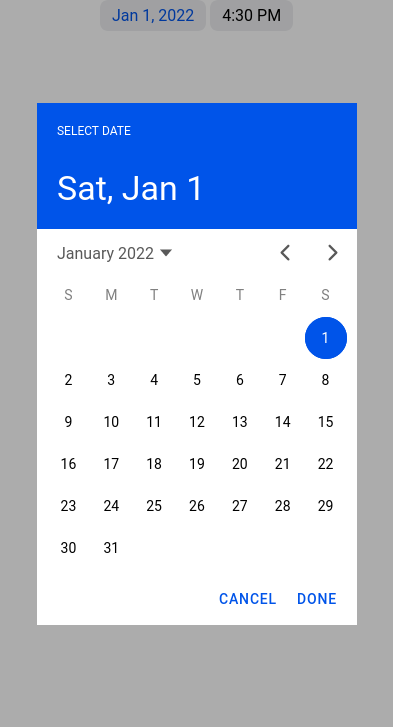 Jan 1, 2022 4:30 PM
SELECT DATE
Sat, Jan 1
January 2022
S M T W T F S
1
2 3 4 5 6 7 8
9 10 11 12 13 14 15
16 17 18 19 20 21 22
23 24 25 26 27 28 29
30 31
CANCEL DONE